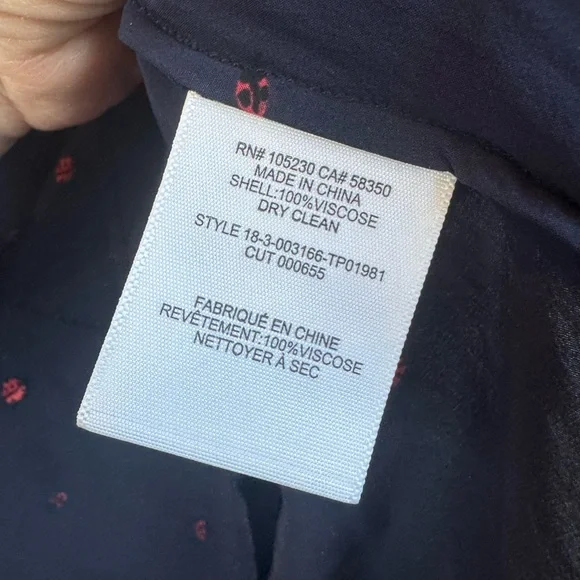 RN# 105230 CA# 58350
MADE IN CHINA
SHELL:100%VISCOSE
DRY CLEAN
STYLE 18-3-003166-TP01981
CUT 000655
FABRIQUÉ EN CHINE
REVÊTEMENT:100%VISCOSE
NETTOYER À SEC